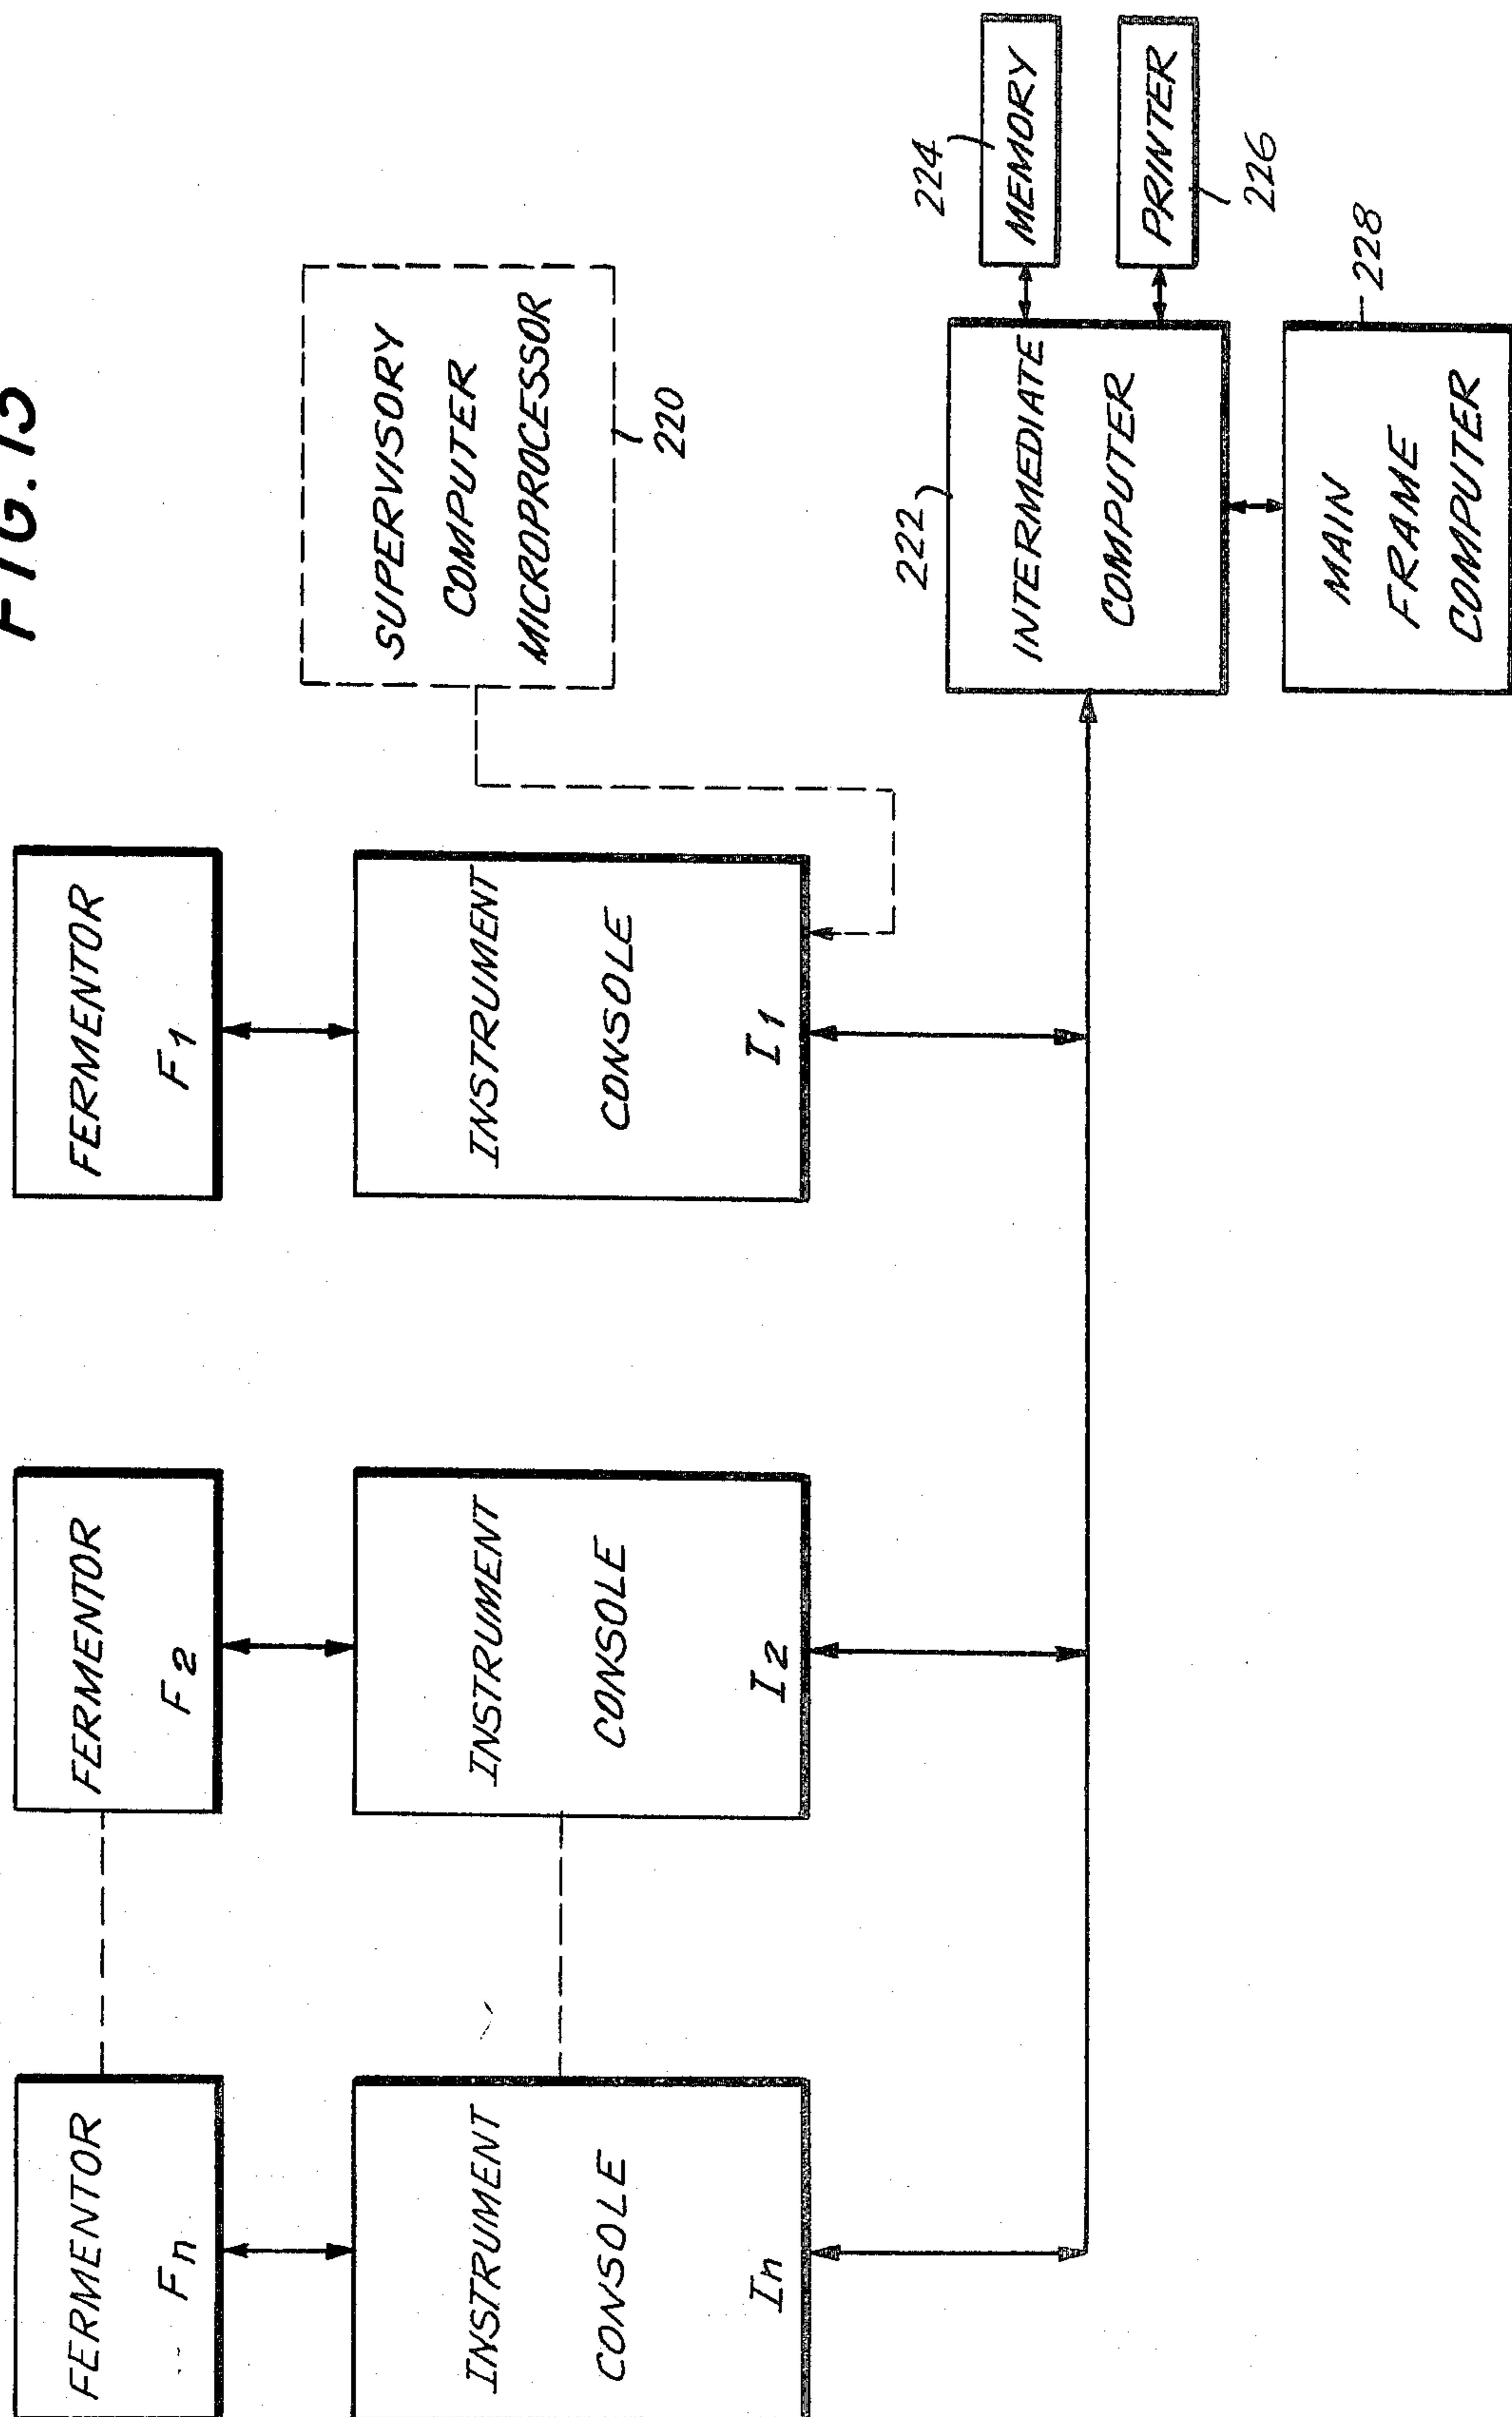 FIG. 15
FERMENTOR
Fn
FERMENTOR
F2
FERMENTOR
F1
INSTRUMENT
CONSOLE
In
INSTRUMENT
CONSOLE
I2
INSTRUMENT
CONSOLE
I1
SUPERVISORY
COMPUTER
MICROPROCESSOR
220
222
INTERMEDIATE
COMPUTER
224
MEMORY
PRINTER
226
MAIN
FRAME
COMPUTER
228